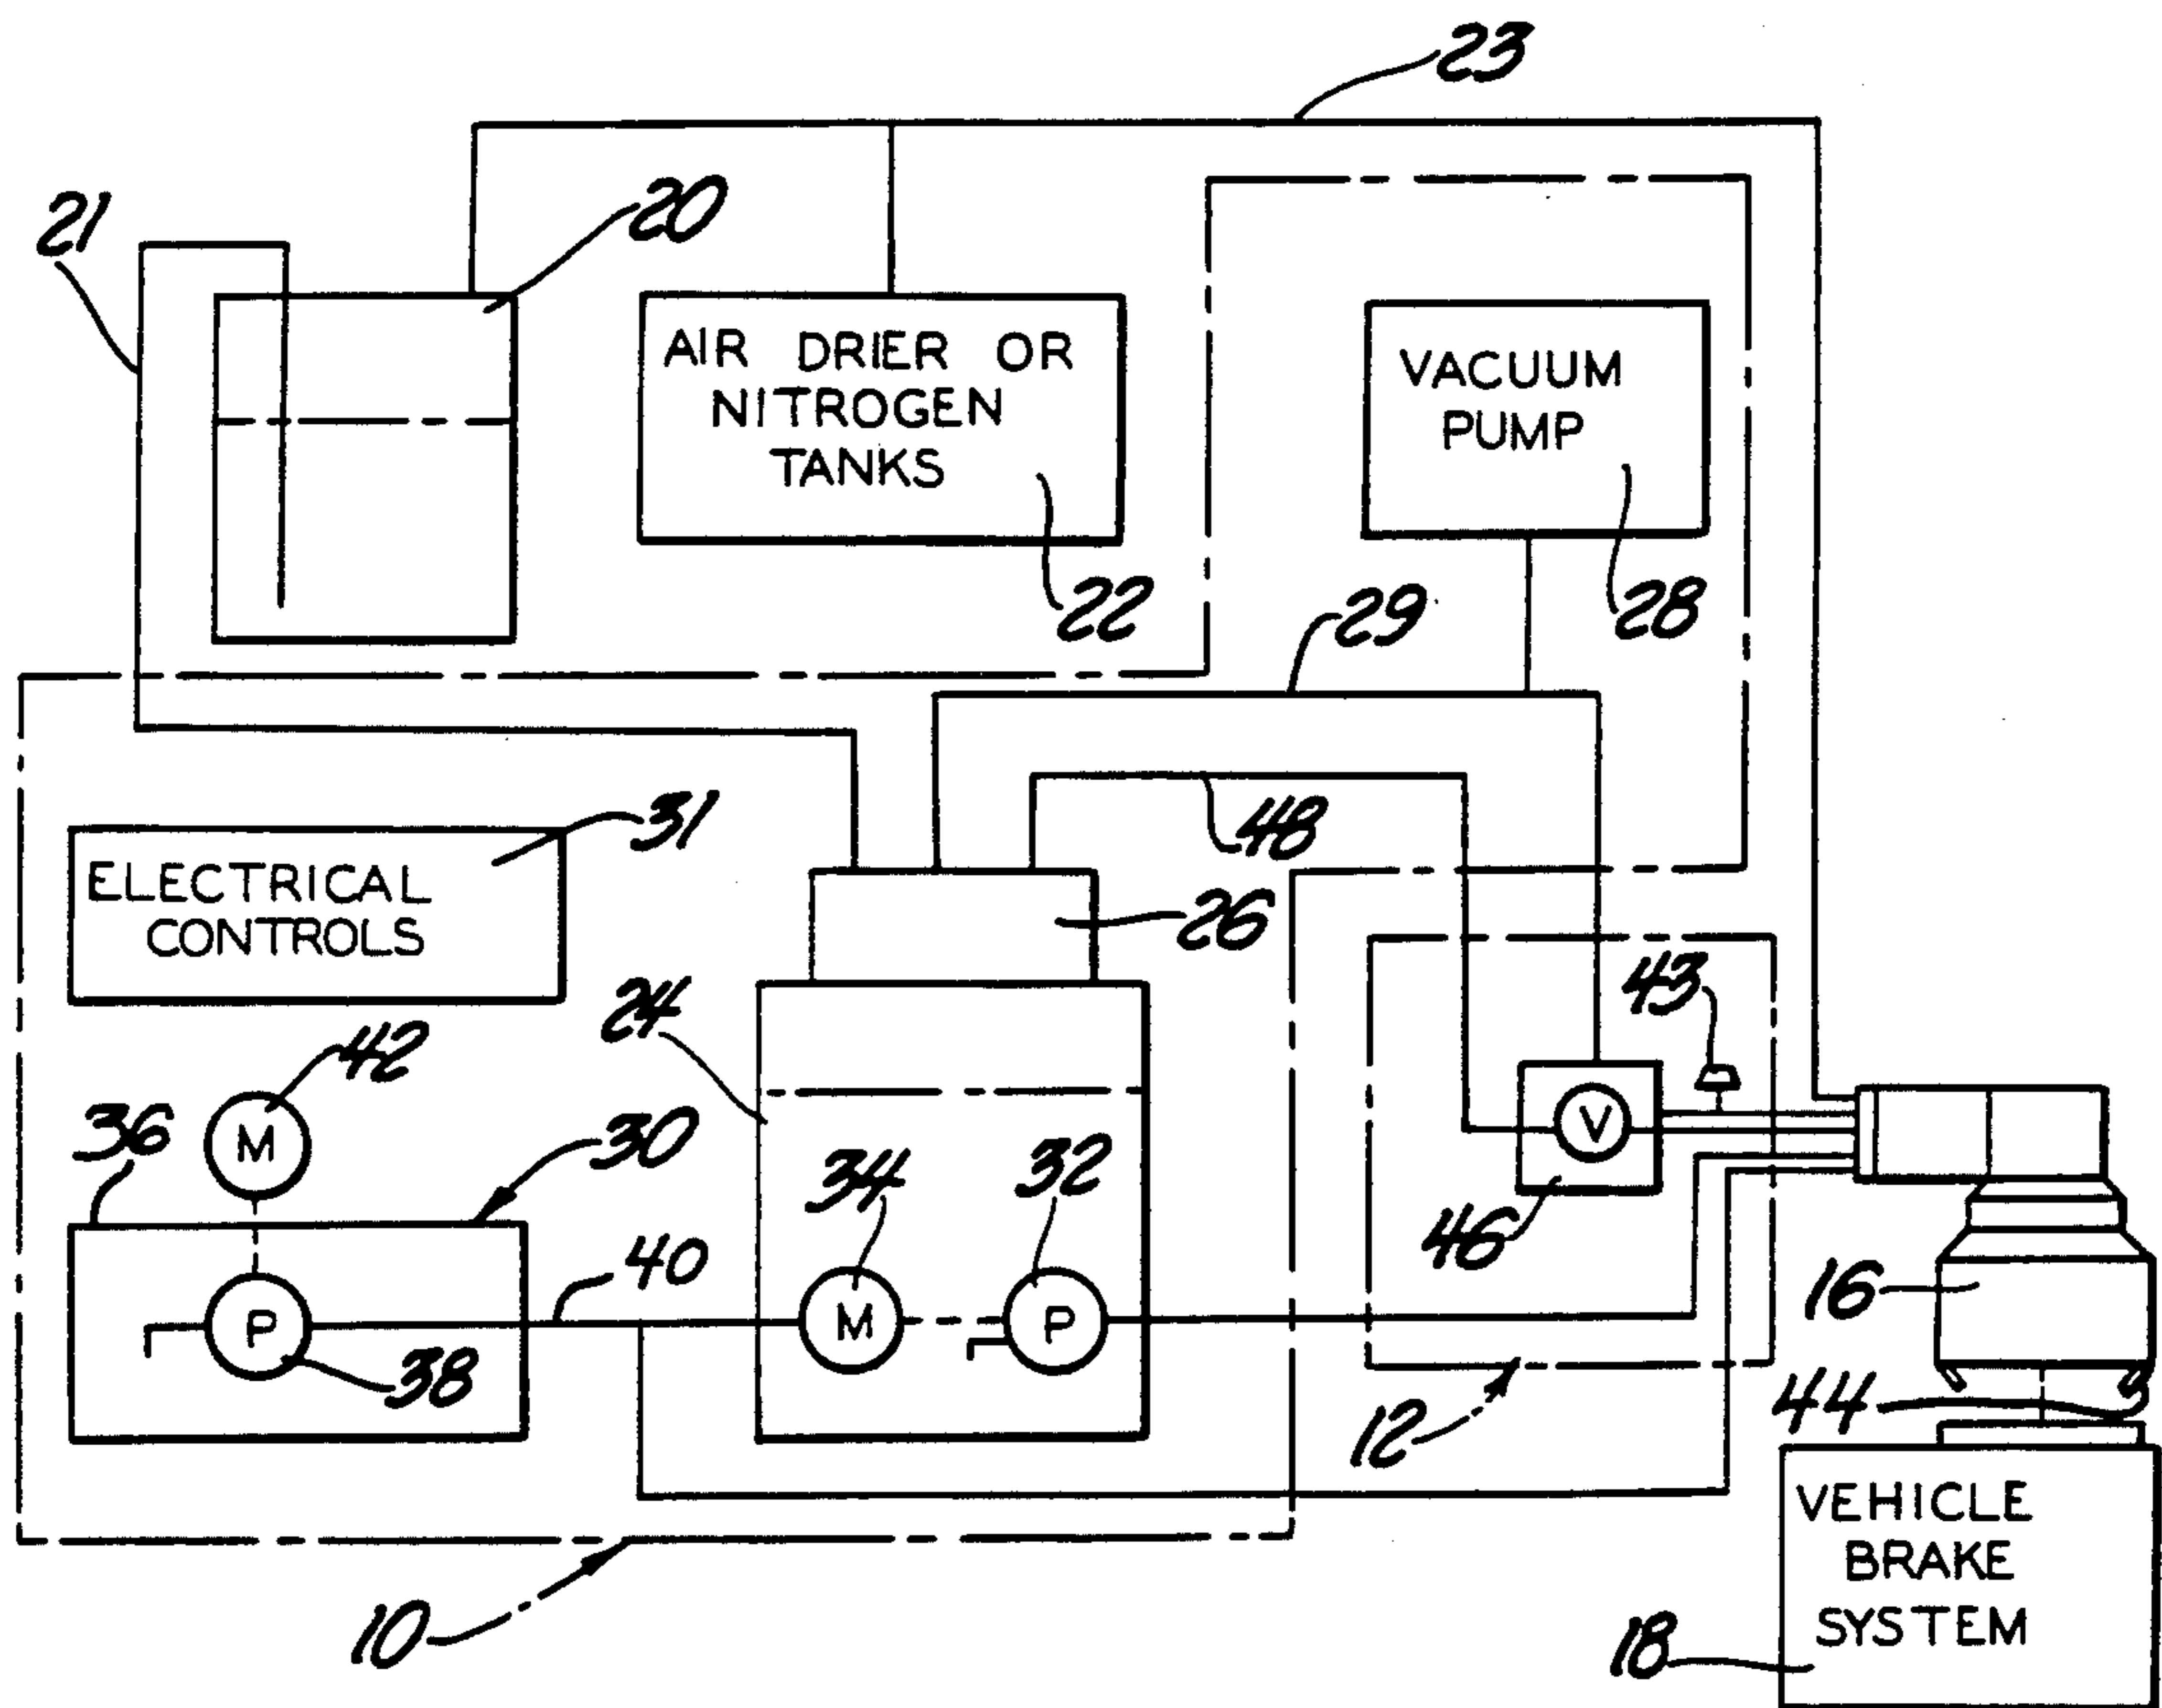 23
21
20
AIR DRIER OR
NITROGEN
TANKS
VACUUM
PUMP
22
29
28
31
48
ELECTRICAL
CONTROLS
26
24
43
42
M
36
30
34
32
V
46
40
16
P
M
P
38
12
44
VEHICLE
BRAKE
SYSTEM
10
18